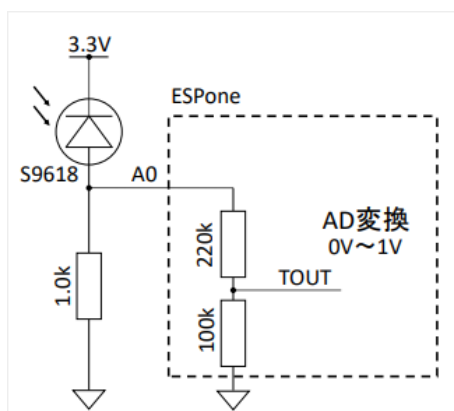 3.3V
ESPone
S9618
A0
220k
AD変換
0V～1V
TOUT
1.0k
100k